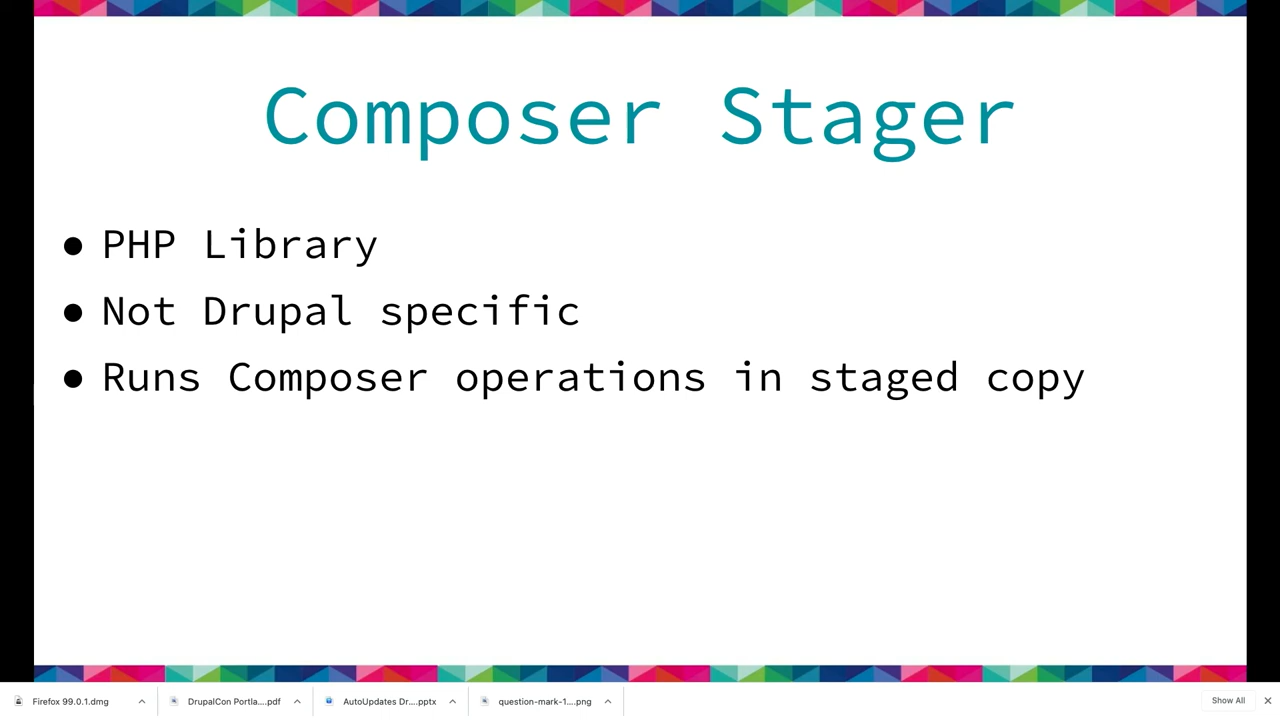 Composer Stager
● PHP Library
● Not Drupal specific
● Runs Composer operations in staged copy
Firefox 99.0.1.dmg
DrupalCon Portla....pdf
AutoUpdates Dr....pptx
question-mark-1....png
Show All